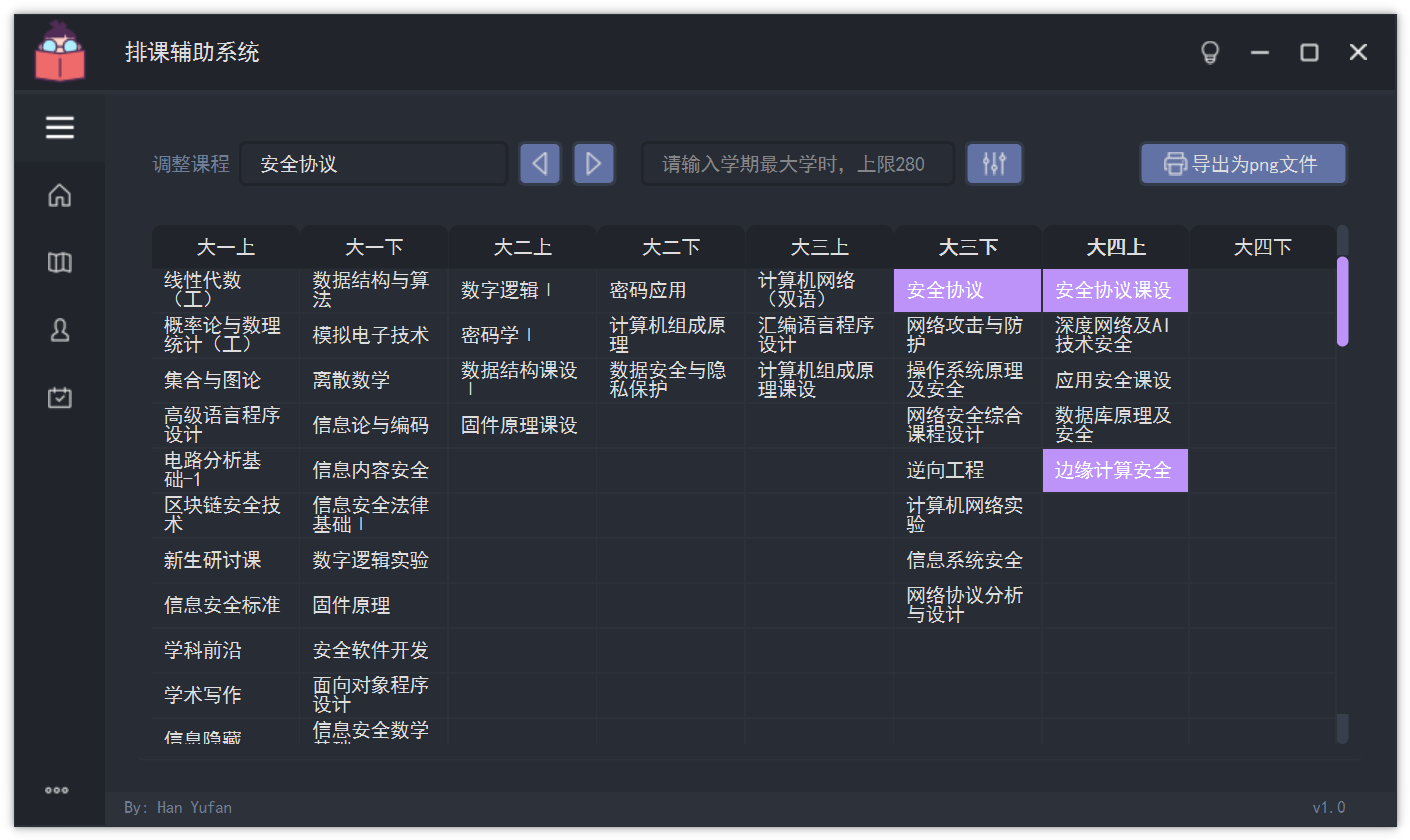 排课辅助系统
调整课程 安全协议 请输入学期最大学时，上限280 导出为png文件
大一上 大一下 大二上 大二下 大三上 大三下 大四上 大四下
线性代数
（工）
数据结构与算
法
数字逻辑Ⅰ
密码应用
计算机网络
（双语）
安全协议
安全协议课设
概率论与数理
统计（工）
模拟电子技术
密码学Ⅰ
计算机组成原
理
汇编语言程序
设计
网络攻击与防
护
深度网络及AI
技术安全
集合与图论
离散数学
数据结构课设
Ⅰ
数据安全与隐
私保护
计算机组成原
理课设
操作系统原理
及安全
应用安全课设
高级语言程序
设计
信息论与编码
固件原理课设
网络安全综合
课程设计
数据库原理及
安全
电路分析基
础-1
信息内容安全
逆向工程
边缘计算安全
区块链安全技
术
信息安全法律
基础Ⅰ
计算机网络实
验
新生研讨课
数字逻辑实验
信息系统安全
信息安全标准
固件原理
网络协议分析
与设计
学科前沿
安全软件开发
学术写作
面向对象程序
设计
信息隐藏
信息安全数学
By: Han Yufan
v1.0